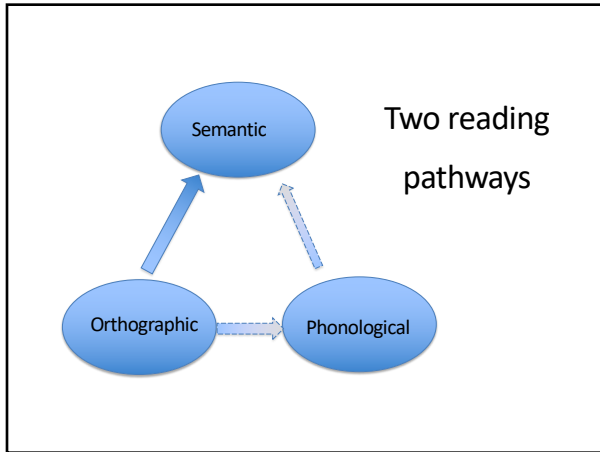 Semantic
Two reading
pathways
Orthographic
Phonological